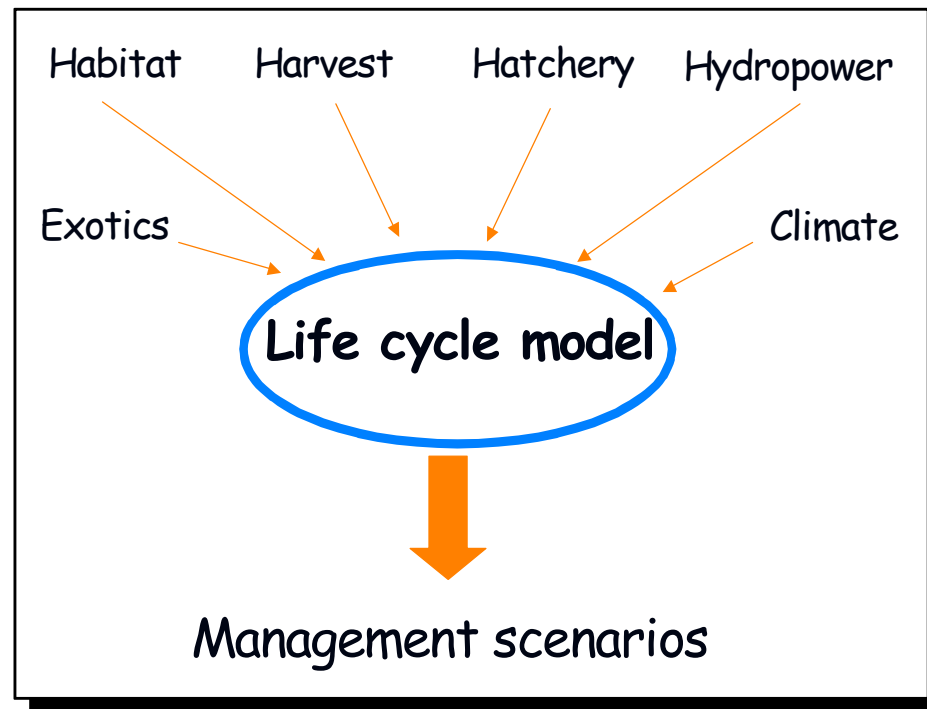 Habitat Harvest Hatchery Hydropower
Exotics Climate
Life cycle model
Management scenarios